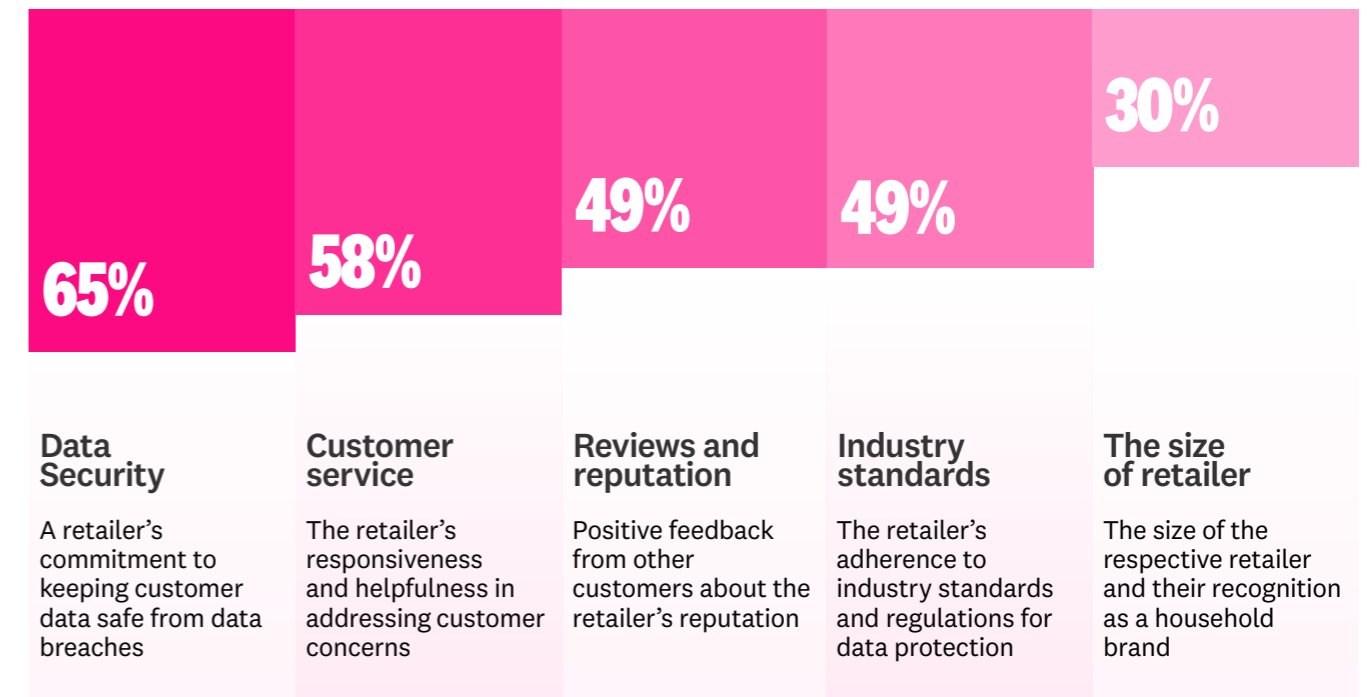 65%
58%
49%
49%
30%
Data
Security
A retailer’s
commitment to
keeping customer
data safe from data
breaches
Customer
service
The retailer’s
responsiveness
and helpfulness in
addressing customer
concerns
Reviews and
reputation
Positive feedback
from other
customers about the
retailer’s reputation
Industry
standards
The retailer’s
adherence to
industry standards
and regulations for
data protection
The size
of retailer
The size of the
respective retailer
and their recognition
as a household
brand